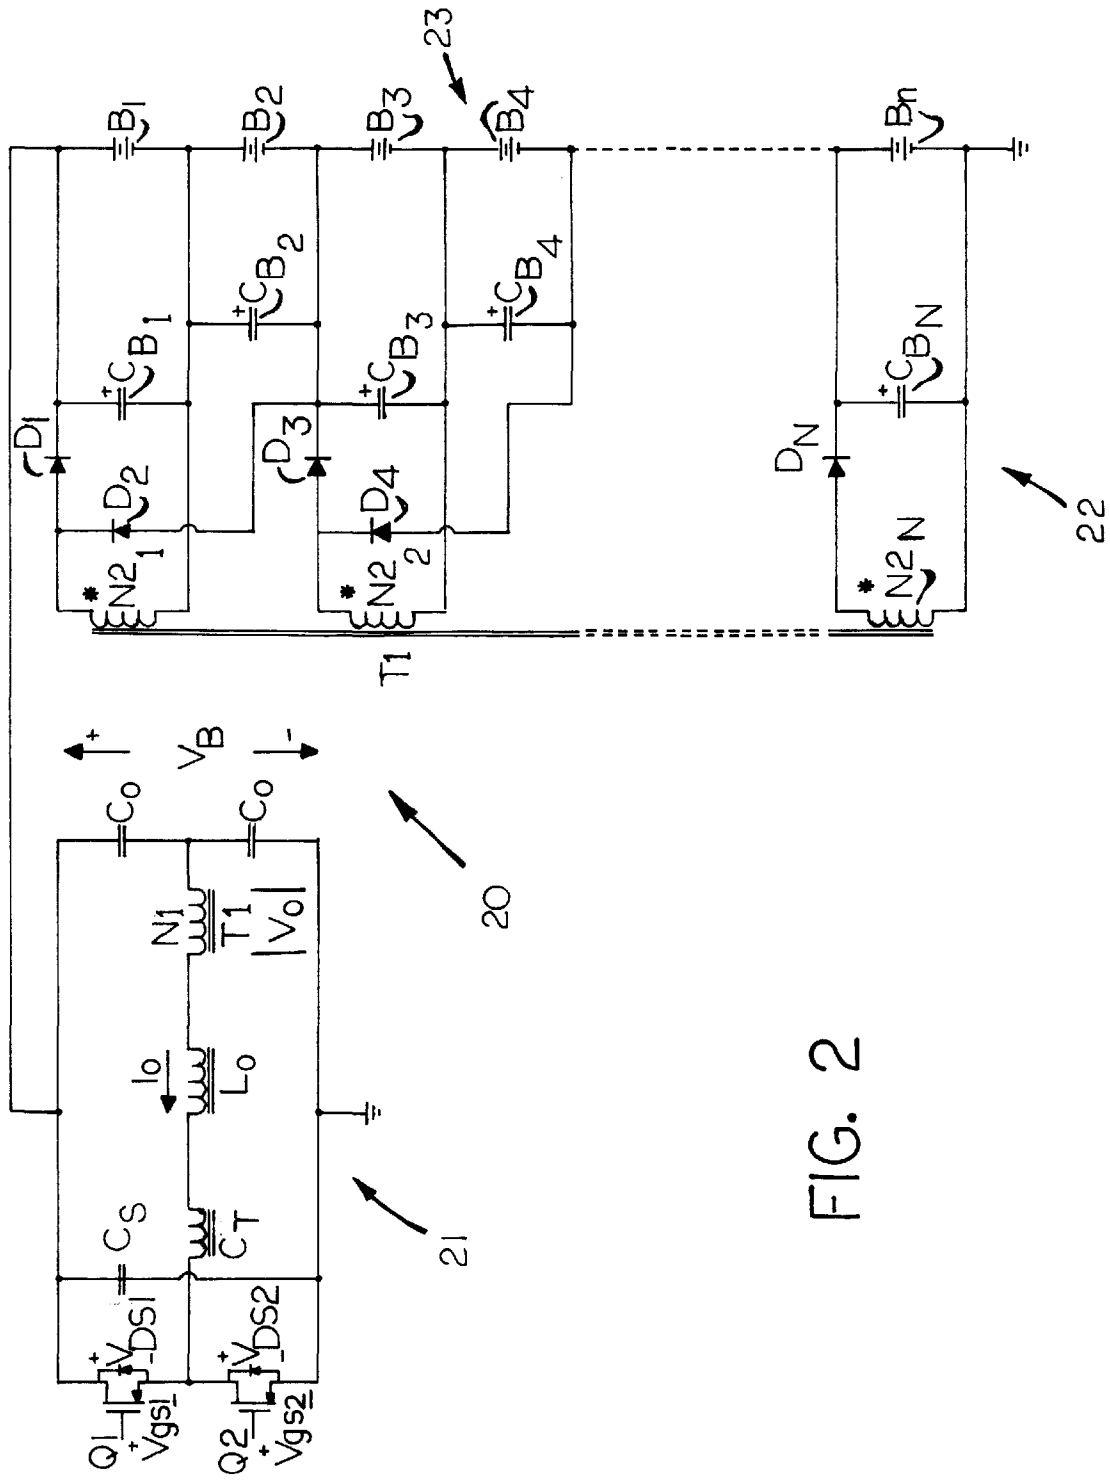 Q1
+
Vgs1
-
+
VDS1
-
Q2
+
Vgs2
-
+
VDS2
-
CS
CT
21
IO
LO
N1
T1
|VO|
CO
CO
+
VB
-
20
T1
*
N21
D1
D2
+
CB1
+
CB2
B1
B2
*
N22
D3
D4
+
CB3
+
CB4
B3
B4
23
*
N2N
DN
+
CBN
Bn
22
FIG. 2